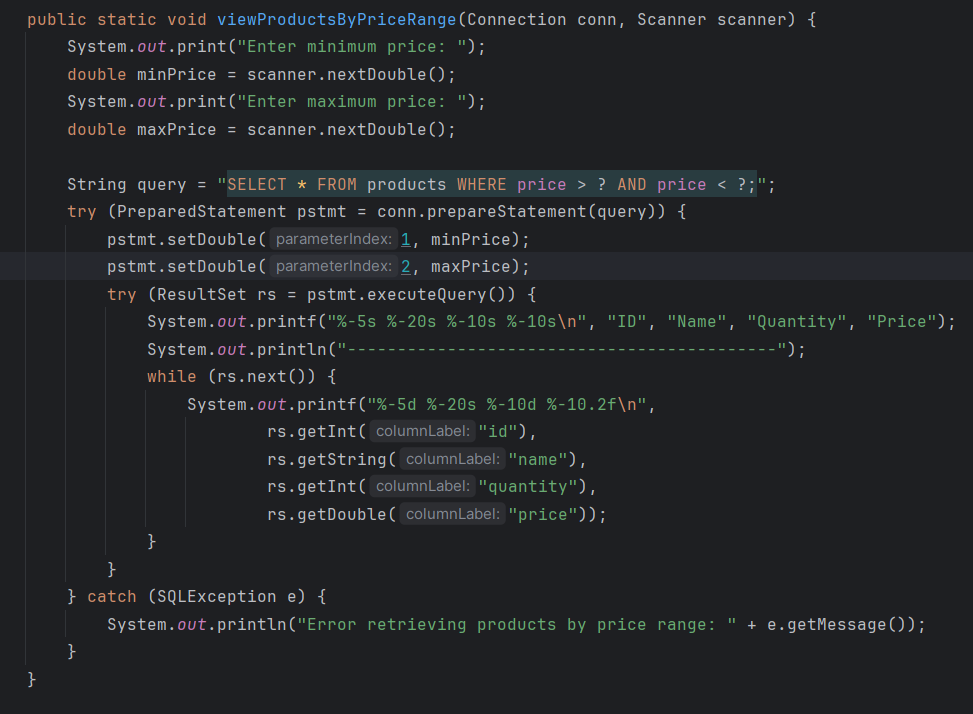 public static void viewProductsByPriceRange(Connection conn, Scanner scanner) {
    System.out.print("Enter minimum price: ");
    double minPrice = scanner.nextDouble();
    System.out.print("Enter maximum price: ");
    double maxPrice = scanner.nextDouble();

    String query = "SELECT * FROM products WHERE price > ? AND price < ?;";
    try (PreparedStatement pstmt = conn.prepareStatement(query)) {
        pstmt.setDouble( parameterIndex: 1, minPrice);
        pstmt.setDouble( parameterIndex: 2, maxPrice);
        try (ResultSet rs = pstmt.executeQuery()) {
            System.out.printf("%-5s %-20s %-10s %-10s\n", "ID", "Name", "Quantity", "Price");
            System.out.println("-------------------------------------------");
            while (rs.next()) {
                System.out.printf("%-5d %-20s %-10d %-10.2f\n",
                        rs.getInt( columnLabel: "id"),
                        rs.getString( columnLabel: "name"),
                        rs.getInt( columnLabel: "quantity"),
                        rs.getDouble( columnLabel: "price"));
            }
        }
    } catch (SQLException e) {
        System.out.println("Error retrieving products by price range: " + e.getMessage());
    }
}